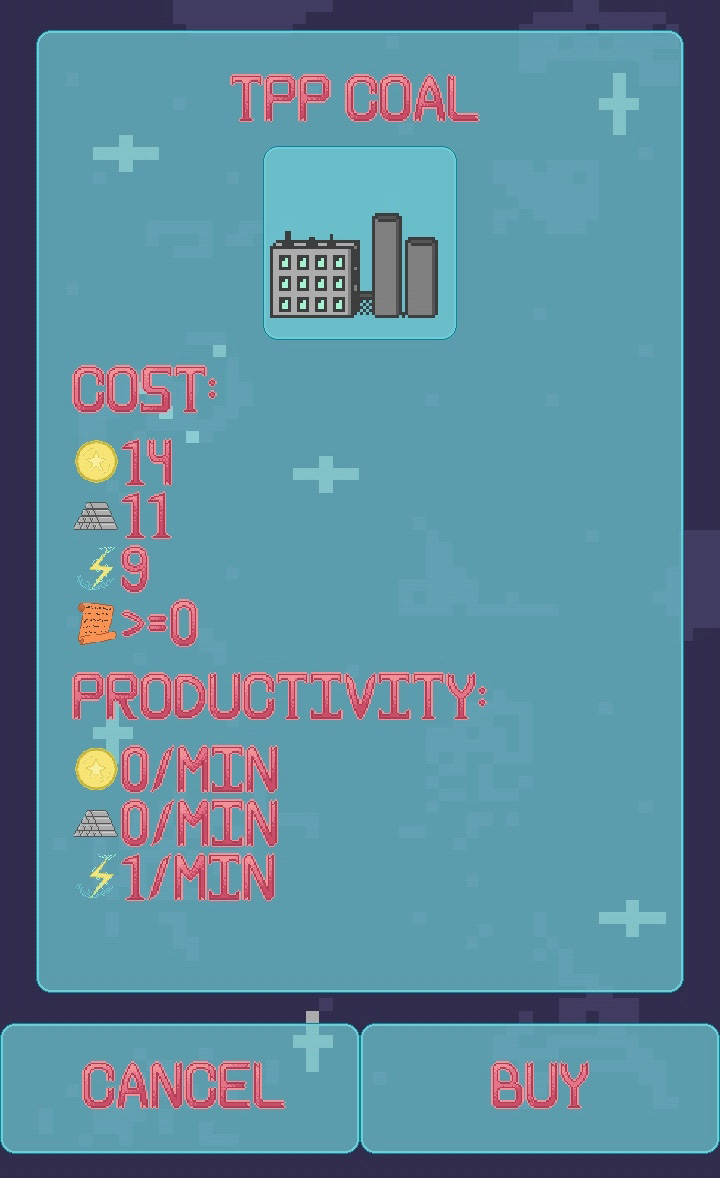 TPP COAL
COST:
14
11
9
>=0
PRODUCTIVITY:
0/MIN
0/MIN
1/MIN
CANCEL
BUY